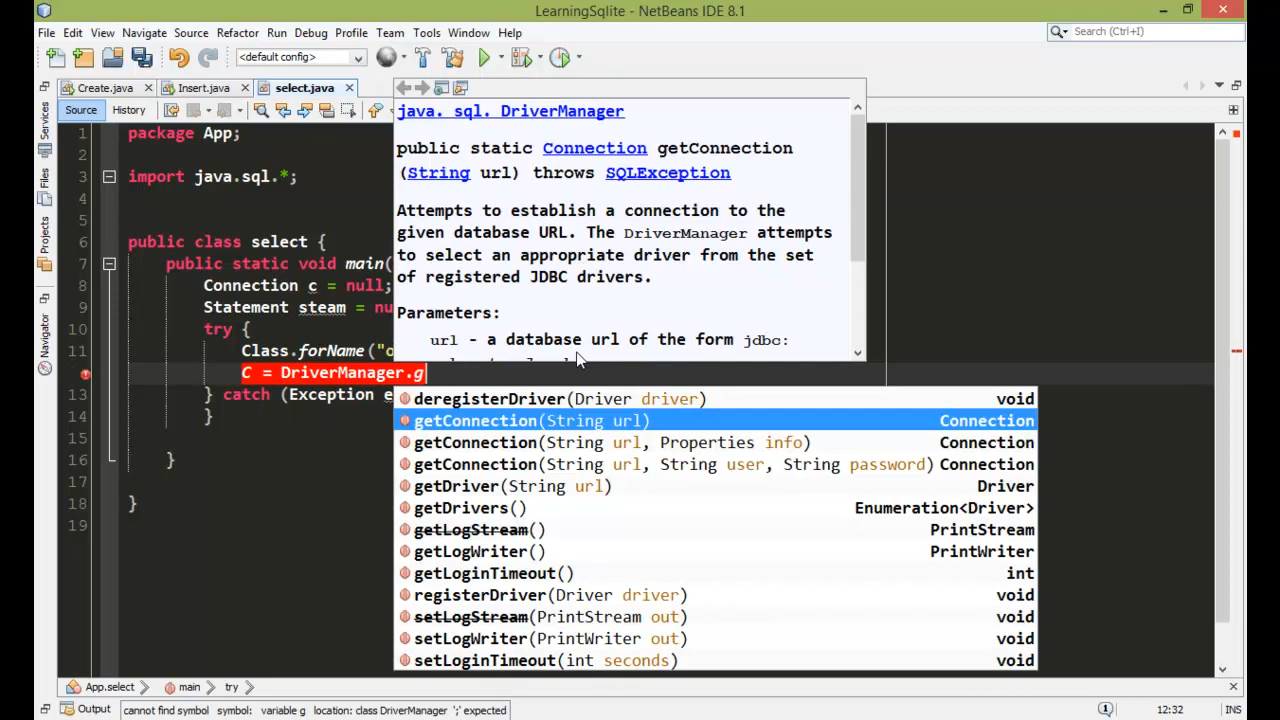 LearningSqlite - NetBeans IDE 8.1
File Edit View Navigate Source Refactor Run Debug Profile Team Tools Window Help
Search (Ctrl+I)
<default config>
Create.java Insert.java select.java
Source History
Services
Files
Projects
Navigator
java. sql. DriverManager
public static Connection getConnection
(String url) throws SQLException
Attempts to establish a connection to the
given database URL. The DriverManager attempts
to select an appropriate driver from the set
of registered JDBC drivers.
Parameters:
url - a database url of the form jdbc:
1 package App;
2
3 import java.sql.*;
4
5
6 public class select {
7 public static void main(
8 Connection c = null;
9 Statement steam = nu
10 try {
11 Class.forName("o
C = DriverManager.g
13 } catch (Exception e
14 }
15
16 }
17
18 }
19
deregisterDriver(Driver driver) void
getConnection(String url) Connection
getConnection(String url, Properties info) Connection
getConnection(String url, String user, String password) Connection
getDriver(String url) Driver
getDrivers() Enumeration<Driver>
getLogStream() PrintStream
getLogWriter() PrintWriter
getLoginTimeout() int
registerDriver(Driver driver) void
setLogStream(PrintStream out) void
setLogWriter(PrintWriter out) void
setLoginTimeout(int seconds) void
App.select main try
Output cannot find symbol symbol: variable g location: class DriverManager ';' expected 12:32 INS